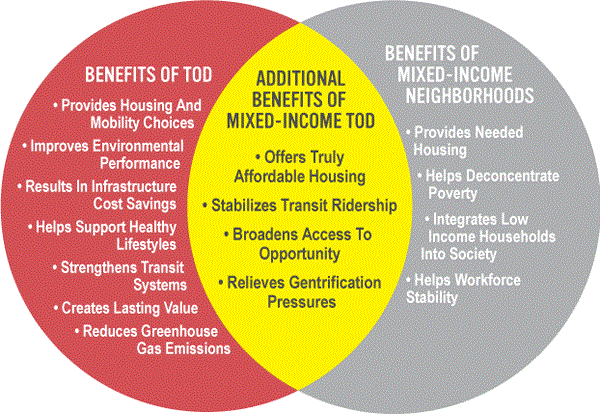 BENEFITS OF TOD
• Provides Housing And
Mobility Choices
• Improves Environmental
Performance
• Results In Infrastructure
Cost Savings
• Helps Support Healthy
Lifestyles
• Strengthens Transit
Systems
• Creates Lasting Value
• Reduces Greenhouse
Gas Emissions
ADDITIONAL
BENEFITS OF
MIXED-INCOME TOD
• Offers Truly
Affordable Housing
• Stabilizes Transit Ridership
• Broadens Access To
Opportunity
• Relieves Gentrification
Pressures
BENEFITS OF
MIXED-INCOME
NEIGHBORHOODS
• Provides Needed
Housing
• Helps Deconcentrate
Poverty
• Integrates Low
Income Households
Into Society
• Helps Workforce
Stability